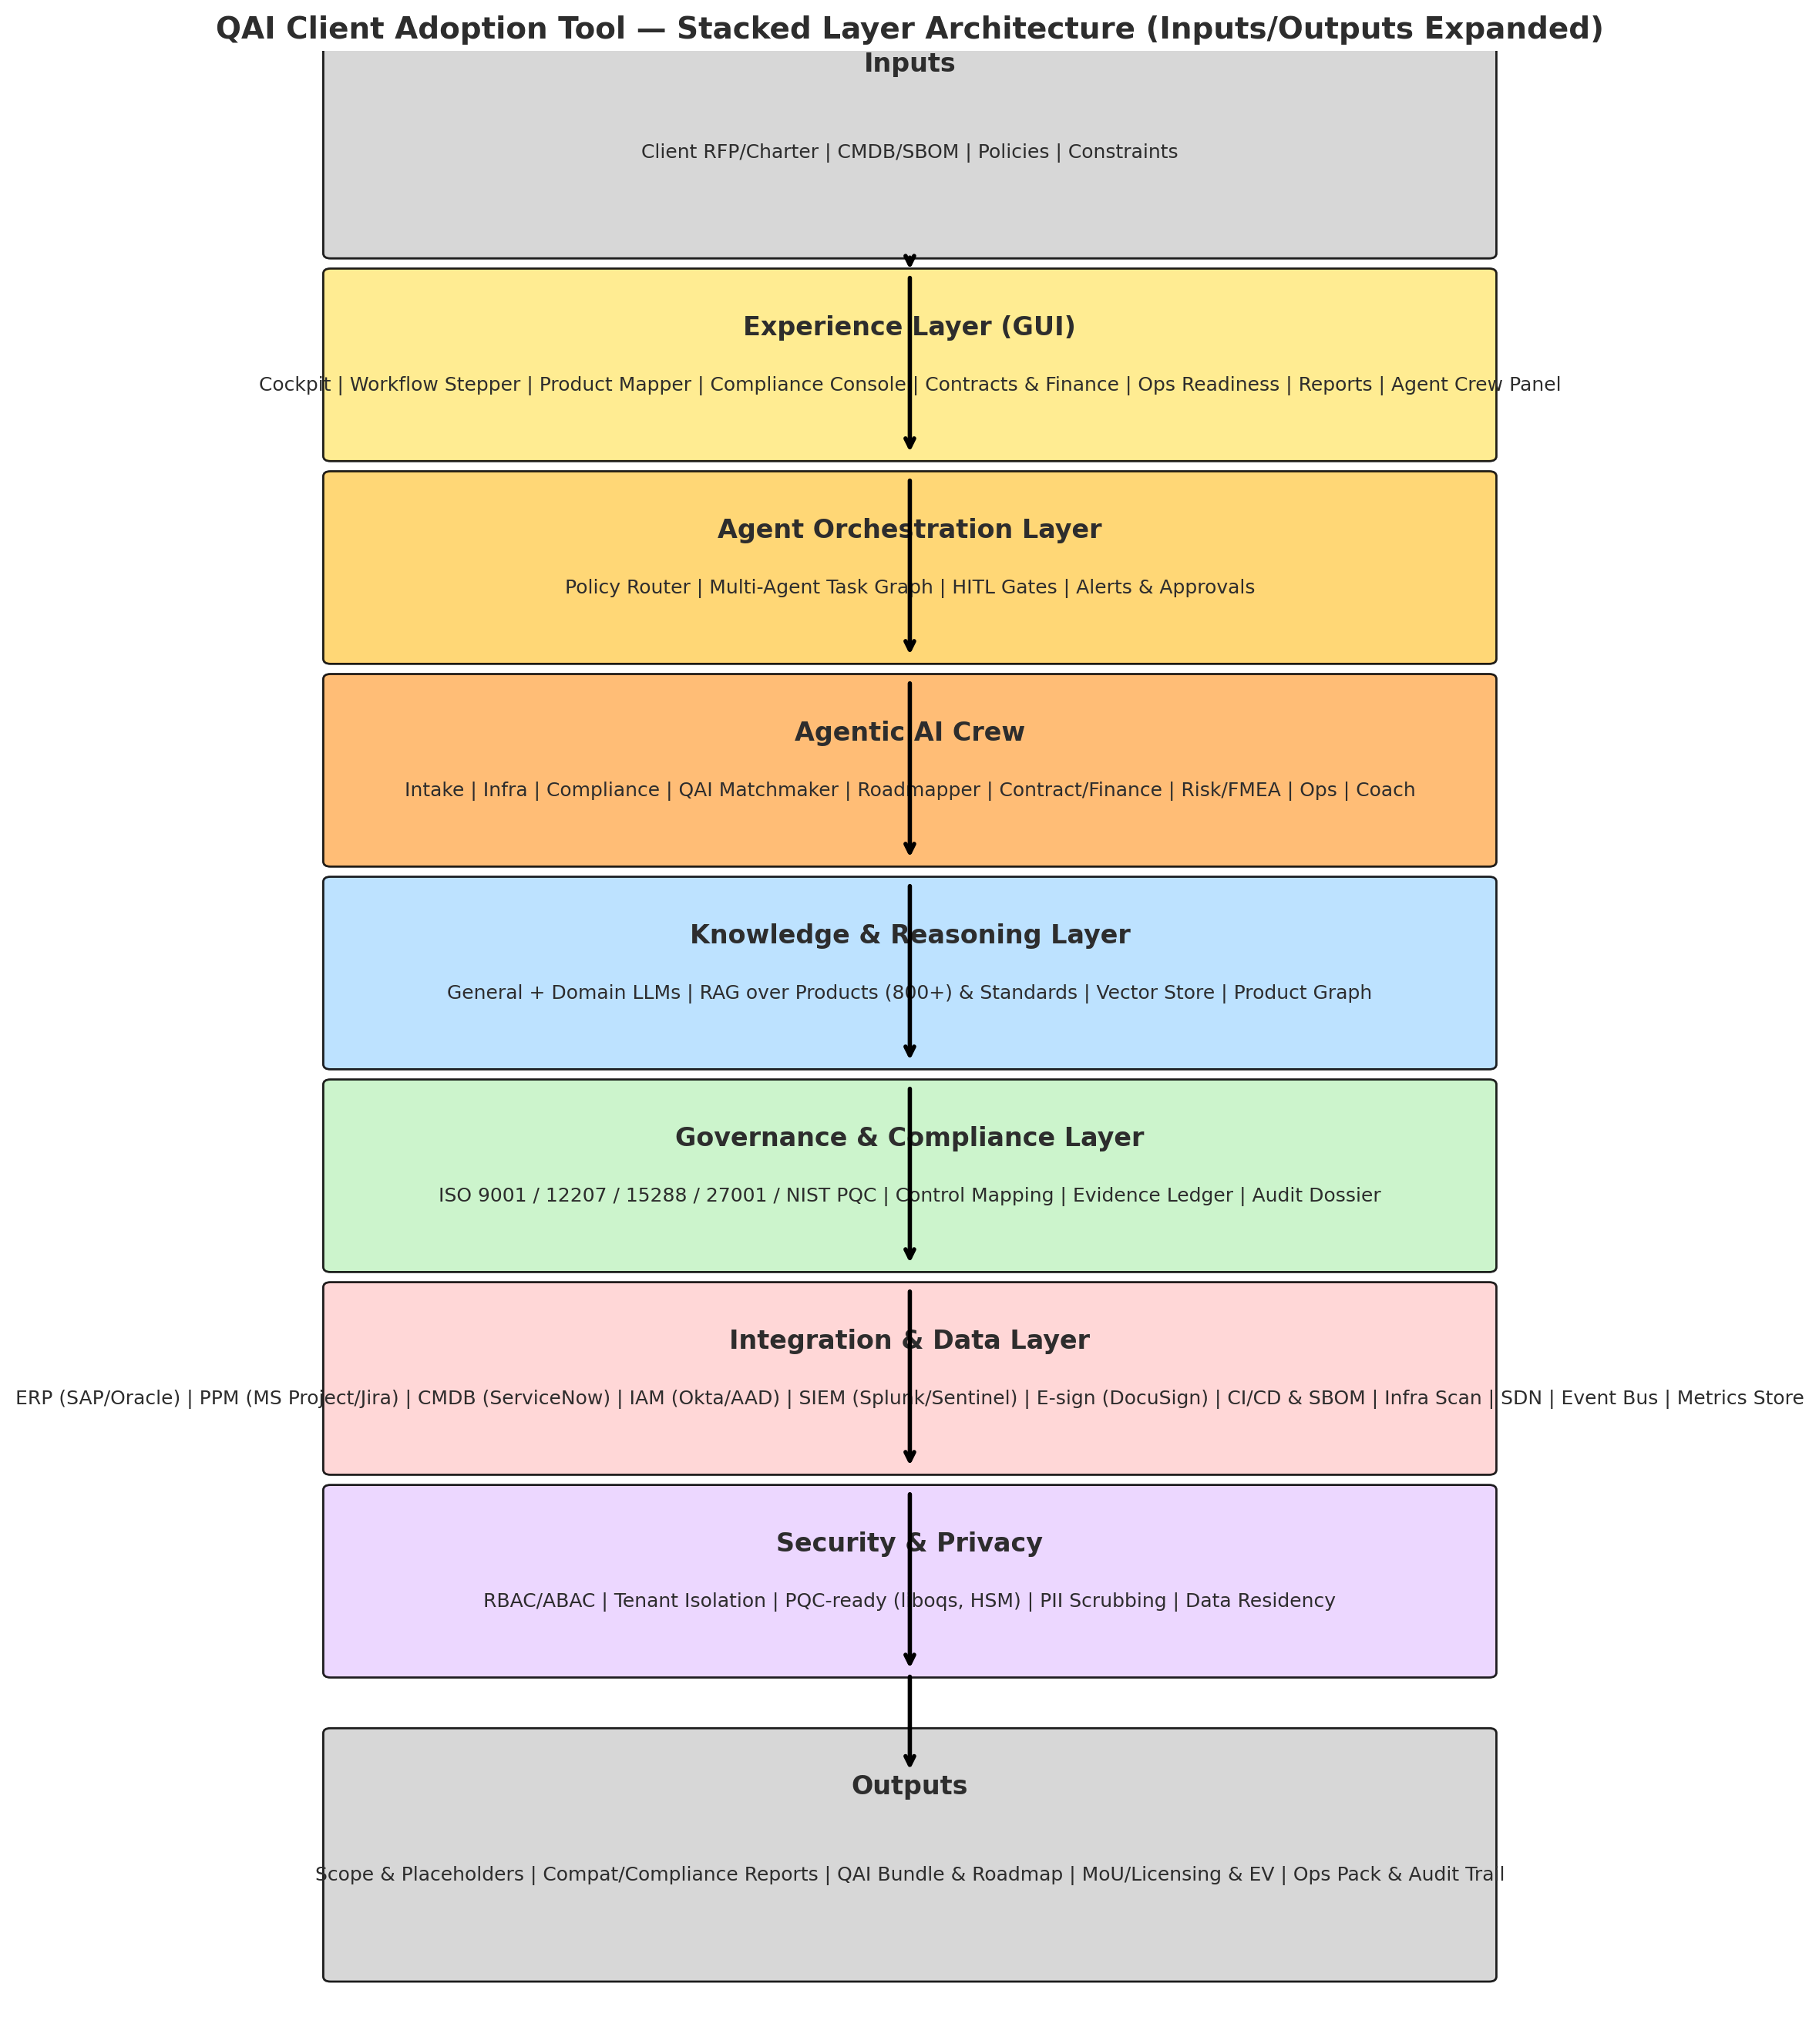 QAI Client Adoption Tool — Stacked Layer Architecture (Inputs/Outputs Expanded)
Inputs
Client RFP/Charter | CMDB/SBOM | Policies | Constraints
Experience Layer (GUI)
Cockpit | Workflow Stepper | Product Mapper | Compliance Console | Contracts & Finance | Ops Readiness | Reports | Agent Crew Panel
Agent Orchestration Layer
Policy Router | Multi-Agent Task Graph | HITL Gates | Alerts & Approvals
Agentic AI Crew
Intake | Infra | Compliance | QAI Matchmaker | Roadmapper | Contract/Finance | Risk/FMEA | Ops | Coach
Knowledge & Reasoning Layer
General + Domain LLMs | RAG over Products (800+) & Standards | Vector Store | Product Graph
Governance & Compliance Layer
ISO 9001 / 12207 / 15288 / 27001 / NIST PQC | Control Mapping | Evidence Ledger | Audit Dossier
Integration & Data Layer
ERP (SAP/Oracle) | PPM (MS Project/Jira) | CMDB (ServiceNow) | IAM (Okta/AAD) | SIEM (Splunk/Sentinel) | E-sign (DocuSign) | CI/CD & SBOM | Infra Scan | SDN | Event Bus | Metrics Store
Security & Privacy
RBAC/ABAC | Tenant Isolation | PQC-ready (liboqs, HSM) | PII Scrubbing | Data Residency
Outputs
Scope & Placeholders | Compat/Compliance Reports | QAI Bundle & Roadmap | MoU/Licensing & EV | Ops Pack & Audit Trail